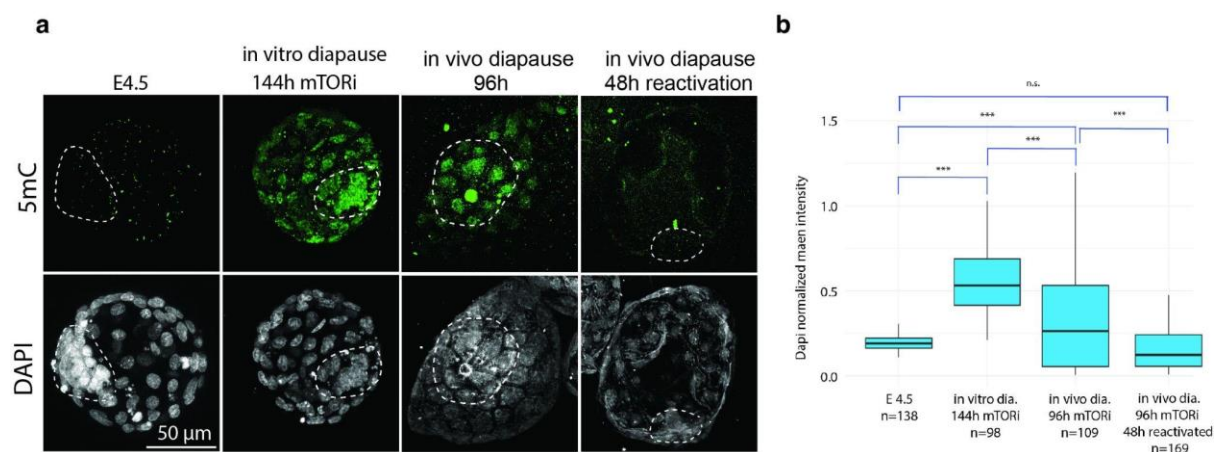 a
E4.5
in vitro diapause
144h mTORi
in vivo diapause
96h
in vivo diapause
48h reactivation
5mC
DAPI
50 µm
b
Dapi normalized maen intensity
n.s.
***
***
***
***
1.5
1.0
0.5
0.0
E 4.5
n=138
in vitro dia.
144h mTORi
n=98
in vivo dia.
96h mTORi
n=109
in vivo dia.
96h mTORi
48h reactivated
n=169